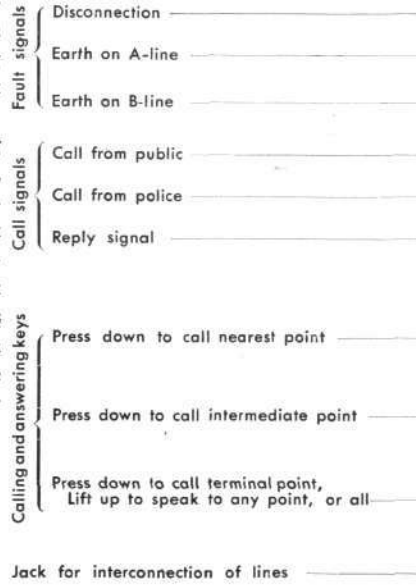 Fault signals
Disconnection
Earth on A-line
Earth on B-line
Call signals
Call from public
Call from police
Reply signal
Calling and answering keys
Press down to call nearest point
Press down to call intermediate point
Press down to call terminal point,
Lift up to speak to any point, or all
Jack for interconnection of lines